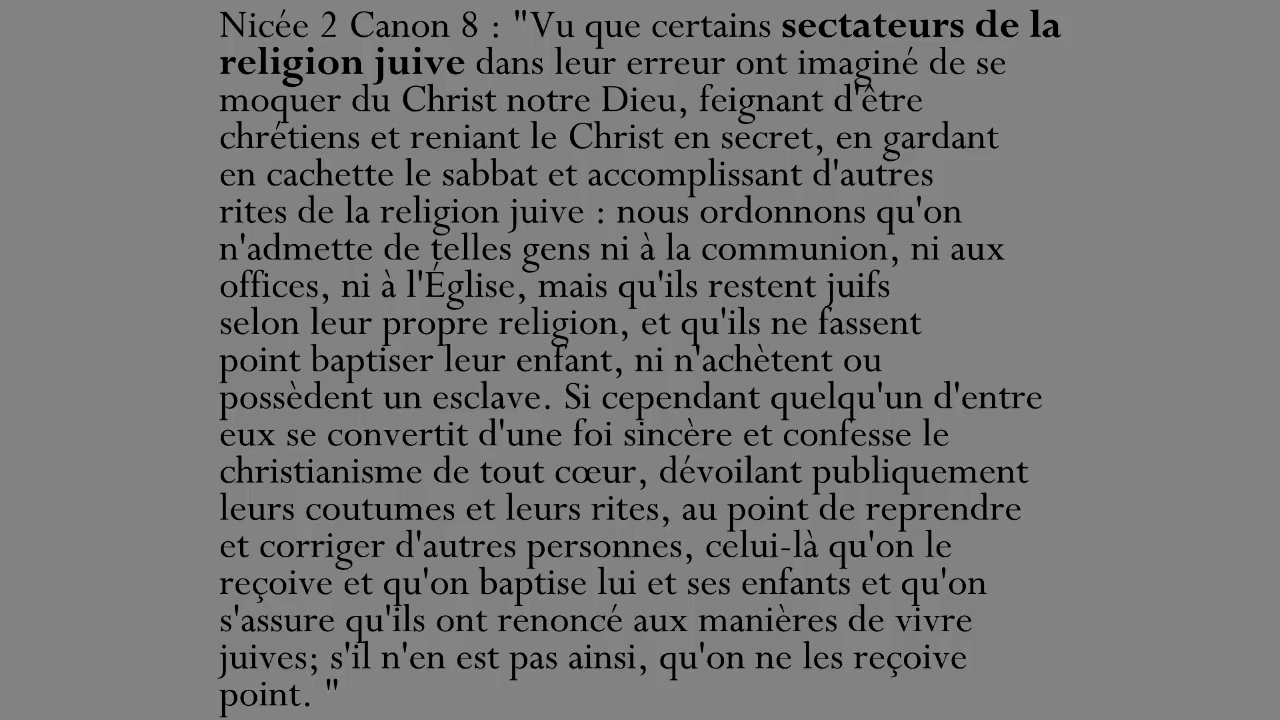 Nicée 2 Canon 8 : "Vu que certains sectateurs de la
religion juive dans leur erreur ont imaginé de se
moquer du Christ notre Dieu, feignant d'être
chrétiens et reniant le Christ en secret, en gardant
en cachette le sabbat et accomplissant d'autres
rites de la religion juive : nous ordonnons qu'on
n'admette de telles gens ni à la communion, ni aux
offices, ni à l'Église, mais qu'ils restent juifs
selon leur propre religion, et qu'ils ne fassent
point baptiser leur enfant, ni n'achètent ou
possèdent un esclave. Si cependant quelqu'un d'entre
eux se convertit d'une foi sincère et confesse le
christianisme de tout cœur, dévoilant publiquement
leurs coutumes et leurs rites, au point de reprendre
et corriger d'autres personnes, celui-là qu'on le
reçoive et qu'on baptise lui et ses enfants et qu'on
s'assure qu'ils ont renoncé aux manières de vivre
juives; s'il n'en est pas ainsi, qu'on ne les reçoive
point. "